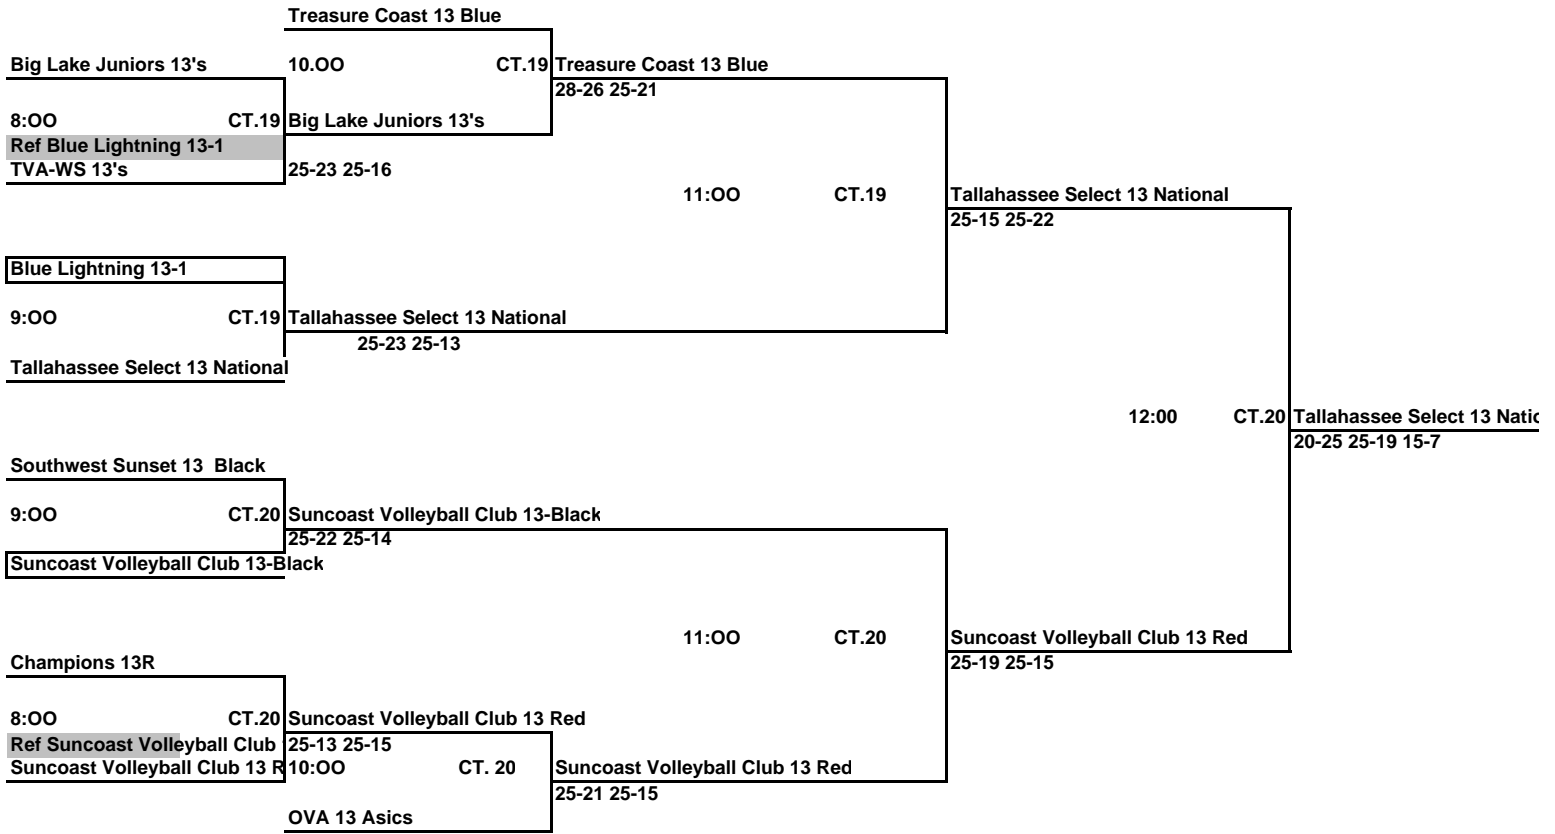 Treasure Coast 13 Blue
Big Lake Juniors 13's 10.OO CT.19 Treasure Coast 13 Blue
28-26 25-21
8:OO CT.19 Big Lake Juniors 13's
Ref Blue Lightning 13-1
TVA-WS 13's 25-23 25-16
11:OO CT.19 Tallahassee Select 13 National
25-15 25-22
Blue Lightning 13-1
9:OO CT.19 Tallahassee Select 13 National
25-23 25-13
Tallahassee Select 13 National
12:00 CT.20 Tallahassee Select 13 Natio
20-25 25-19 15-7
Southwest Sunset 13  Black
9:OO CT.20 Suncoast Volleyball Club 13-Black
25-22 25-14
Suncoast Volleyball Club 13-Black
11:OO CT.20 Suncoast Volleyball Club 13 Red
Champions 13R 25-19 25-15
8:OO CT.20 Suncoast Volleyball Club 13 Red
Ref Suncoast Volleyball Club 25-13 25-15
Suncoast Volleyball Club 13 R 10:OO CT. 20 Suncoast Volleyball Club 13 Red
25-21 25-15
OVA 13 Asics